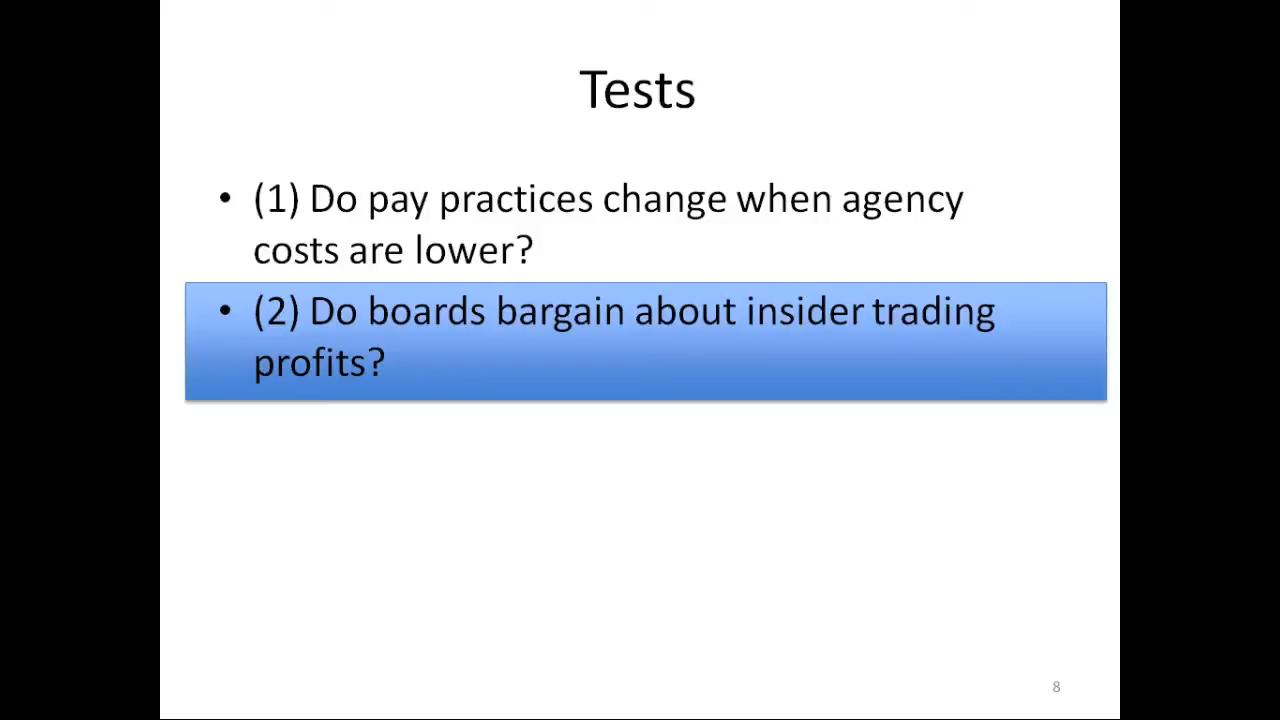 Tests
• (1) Do pay practices change when agency
costs are lower?
• (2) Do boards bargain about insider trading
profits?
8